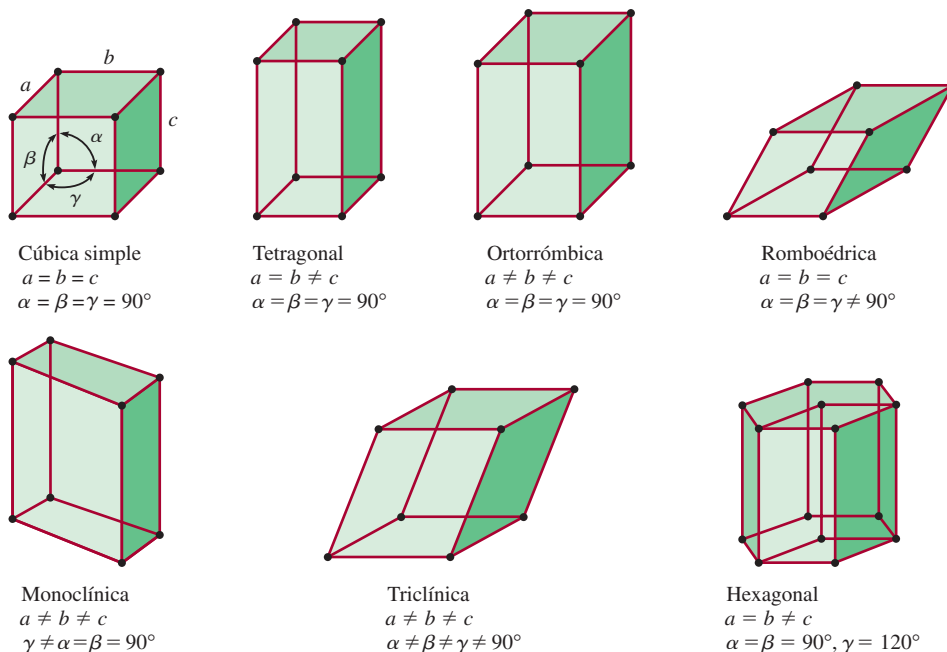 b
a
c
α
β
γ
Cúbica simple
a = b = c
α = β = γ = 90°
Tetragonal
a = b ≠ c
α = β = γ = 90°
Ortorrómbica
a ≠ b ≠ c
α = β = γ = 90°
Romboédrica
a = b = c
α = β = γ ≠ 90°
Monoclínica
a ≠ b ≠ c
γ ≠ α = β = 90°
Triclínica
a ≠ b ≠ c
α ≠ β ≠ γ ≠ 90°
Hexagonal
a = b ≠ c
α = β = 90°, γ = 120°